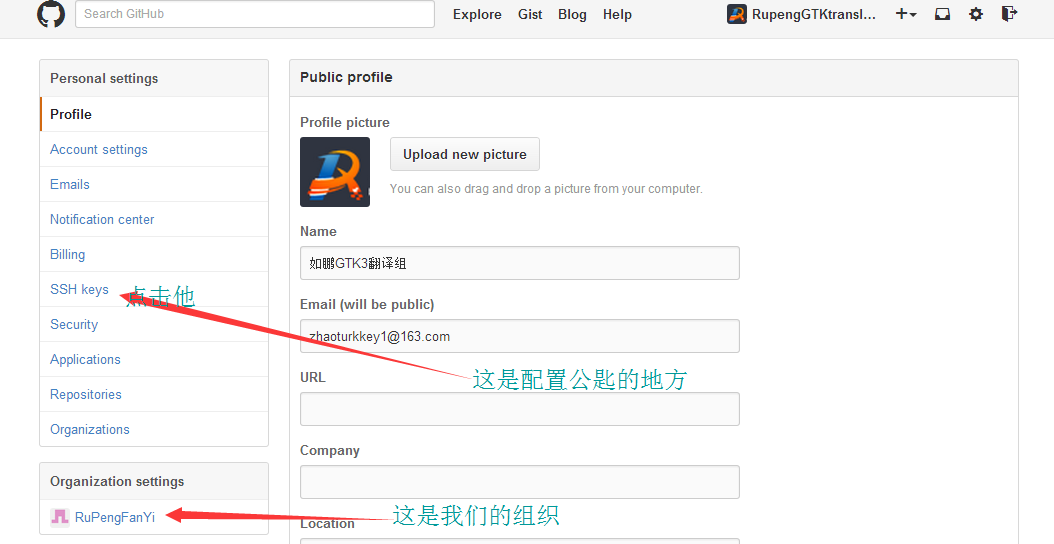 Search GitHub
Explore Gist Blog Help
RupengGTKtransl...
Personal settings
Profile
Account settings
Emails
Notification center
Billing
SSH keys
点击他
Security
Applications
Repositories
Organizations
Organization settings
RuPengFanYi
Public profile
Profile picture
Upload new picture
You can also drag and drop a picture from your computer.
Name
如鹏GTK3翻译组
Email (will be public)
zhaoturkkey1@163.com
这是配置公匙的地方
URL
Company
这是我们的组织
Location